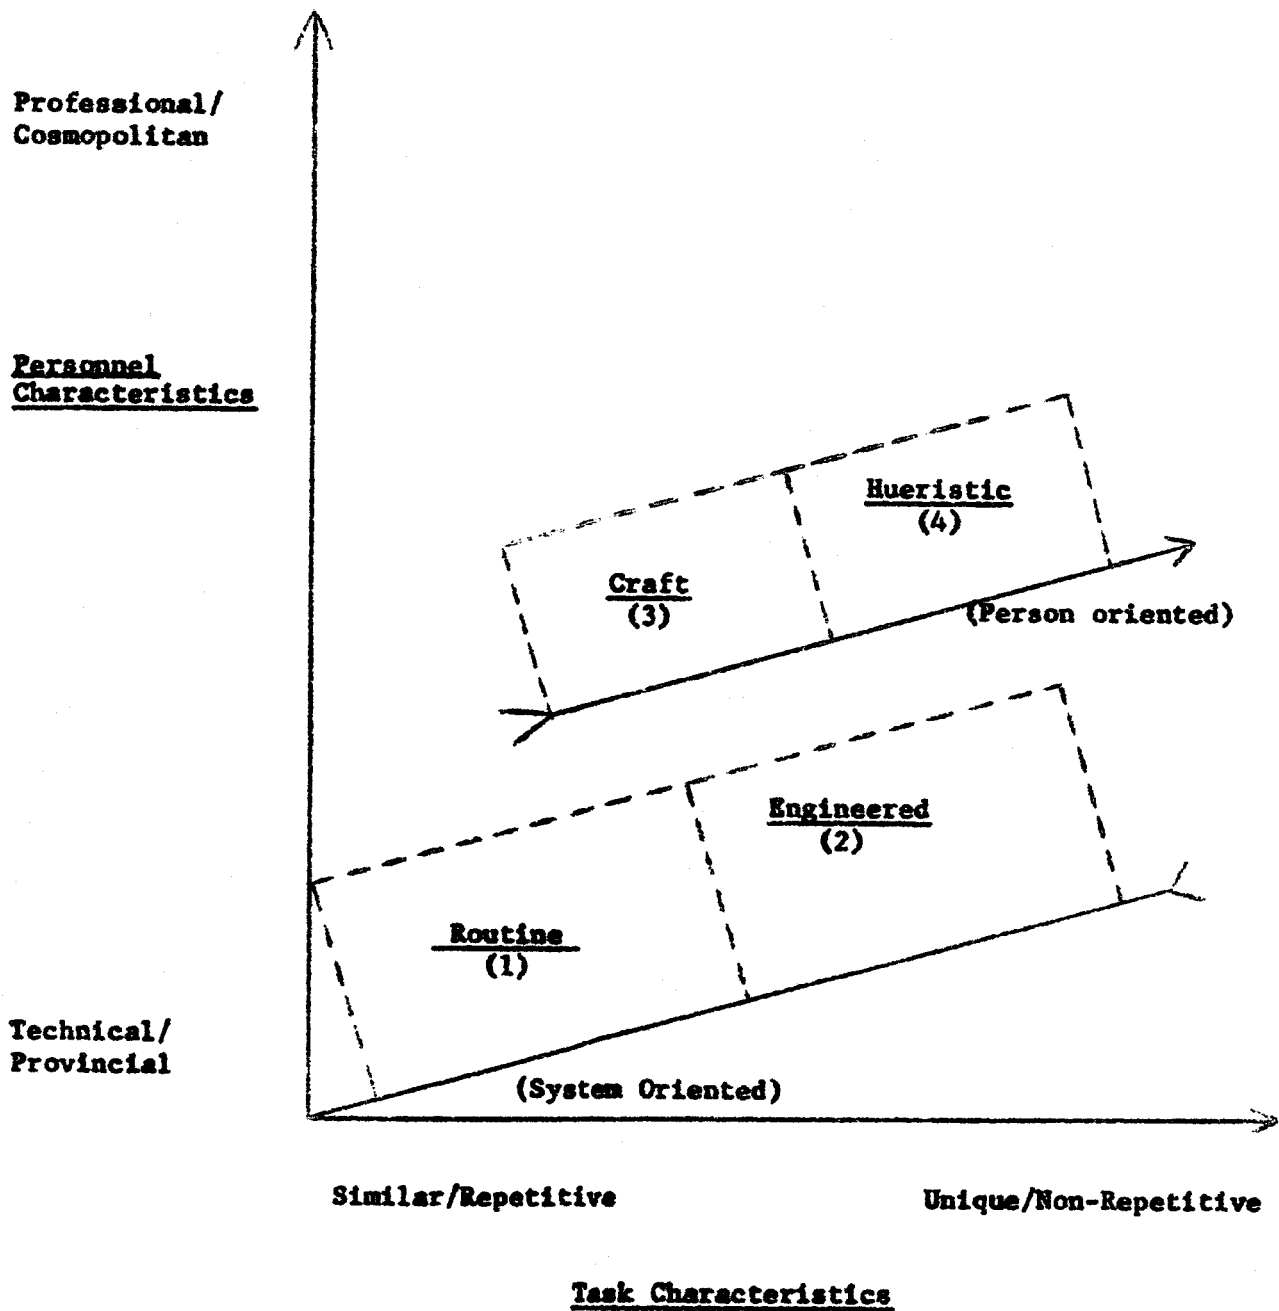 Professional/
Cosmopolitan
Personnel
Characteristics
Hueristic
(4)
Craft
(3)
(Person oriented)
Engineered
(2)
Routine
(1)
Technical/
Provincial
(System Oriented)
Similar/Repetitive
Unique/Non-Repetitive
Task Characteristics